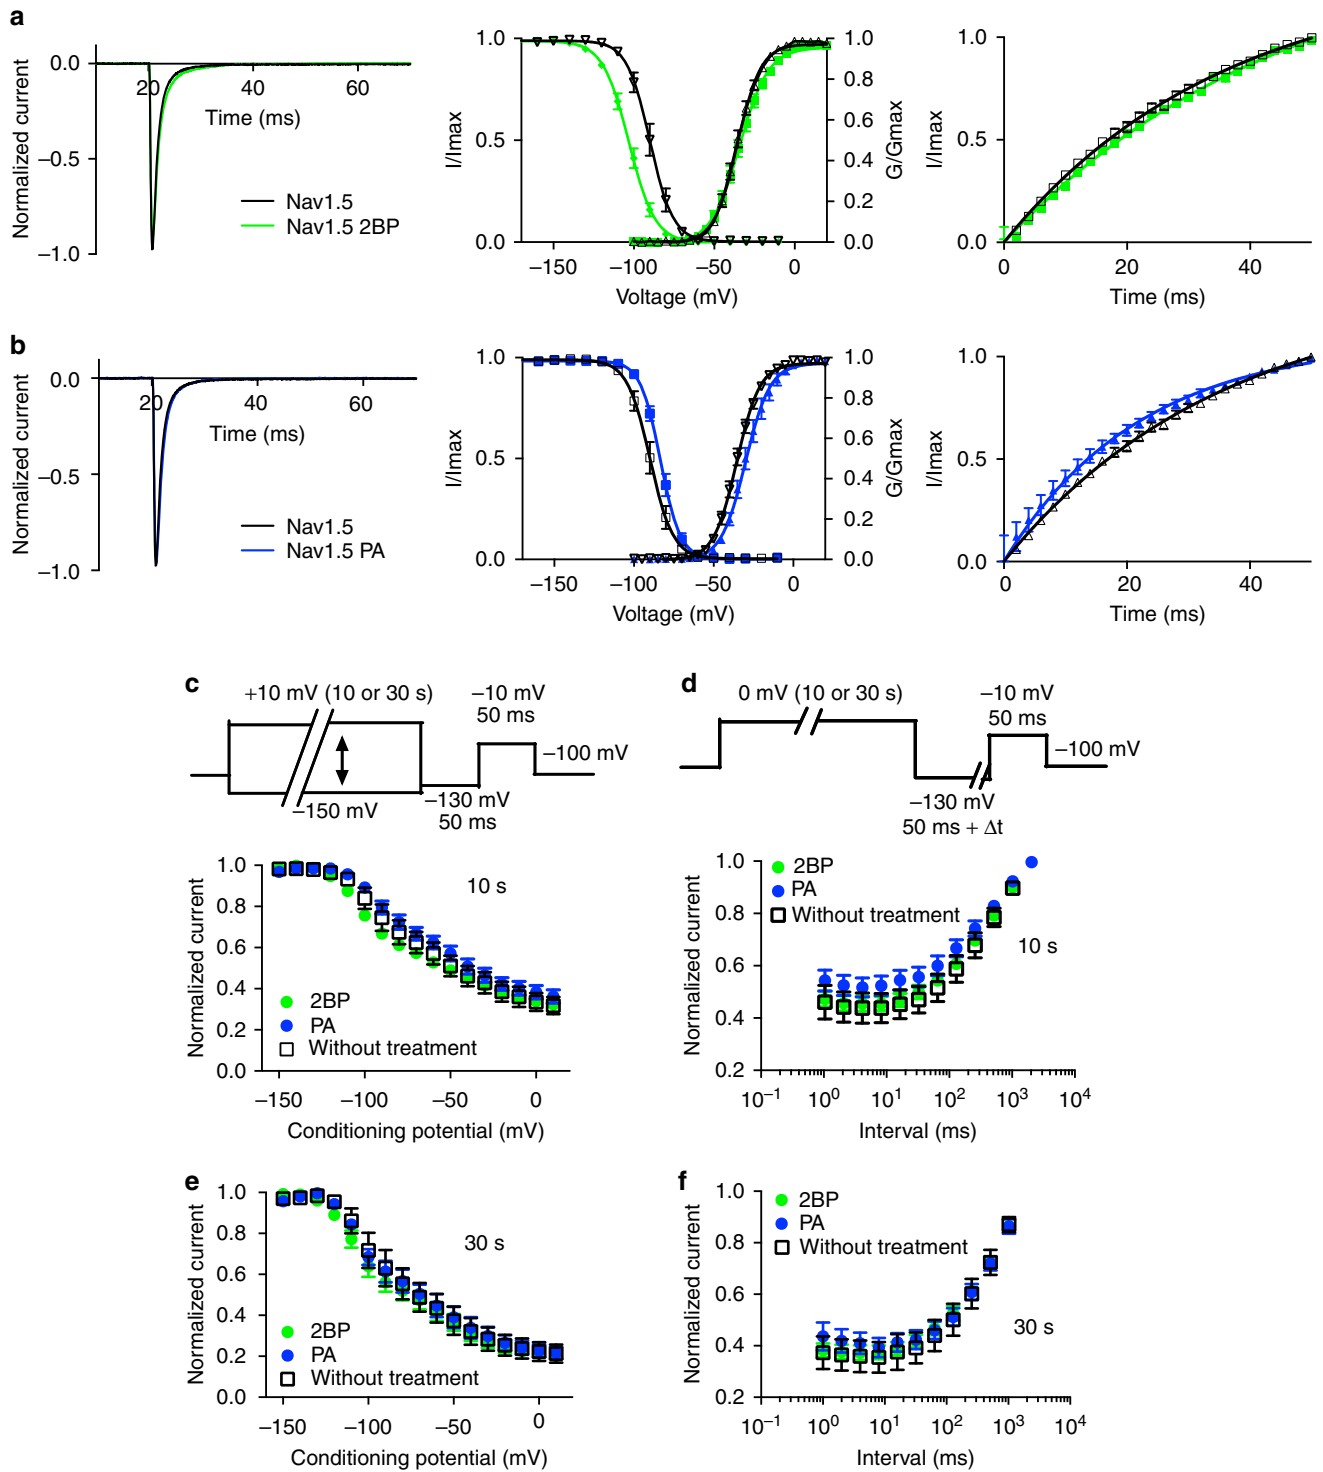 a
0.0
−0.5
−1.0
Normalized current
20 40 60
Time (ms)
Nav1.5
Nav1.5 2BP
1.0
0.5
0.0
I/Imax
1.0
0.8
0.6
0.4
0.2
0.0
G/Gmax
−150 −100 −50 0
Voltage (mV)
1.0
0.5
0.0
I/Imax
0 20 40
Time (ms)
b
0.0
−0.5
−1.0
Normalized current
20 40 60
Time (ms)
Nav1.5
Nav1.5 PA
1.0
0.5
0.0
I/Imax
1.0
0.8
0.6
0.4
0.2
0.0
G/Gmax
−150 −100 −50 0
Voltage (mV)
1.0
0.5
0.0
I/Imax
0 20 40
Time (ms)
c
+10 mV (10 or 30 s)
−10 mV
50 ms
−100 mV
−150 mV
−130 mV
50 ms
1.0
0.8
0.6
0.4
0.2
0.0
Normalized current
10 s
2BP
PA
Without treatment
−150 −100 −50 0
Conditioning potential (mV)
d
0 mV (10 or 30 s)
−10 mV
50 ms
−100 mV
−130 mV
50 ms + Δt
1.0
0.8
0.6
0.4
0.2
Normalized current
2BP
PA
Without treatment
10 s
10⁻¹ 10⁰ 10¹ 10² 10³ 10⁴
Interval (ms)
e
1.0
0.8
0.6
0.4
0.2
0.0
Normalized current
30 s
2BP
PA
Without treatment
−150 −100 −50 0
Conditioning potential (mV)
f
1.0
0.8
0.6
0.4
0.2
Normalized current
2BP
PA
Without treatment
30 s
10⁻¹ 10⁰ 10¹ 10² 10³ 10⁴
Interval (ms)